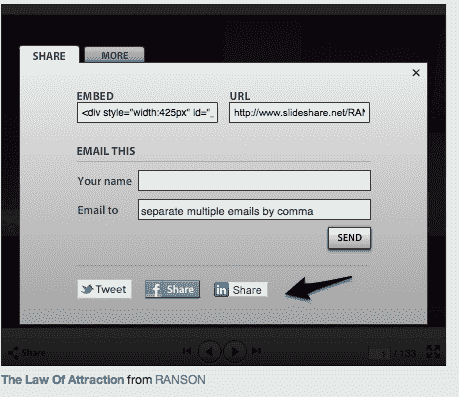 SHARE MORE
×
EMBED URL
<div style="width:425px" id="_ http://www.slideshare.net/RAN
EMAIL THIS
Your name
Email to separate multiple emails by comma
SEND
Tweet f Share in Share
Share 1 / 133
The Law Of Attraction from RANSON